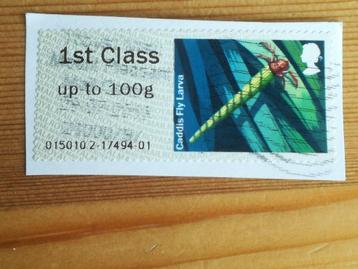 1st Class
up to 100g
015010 2-17494-01
Caddis Fly Larva